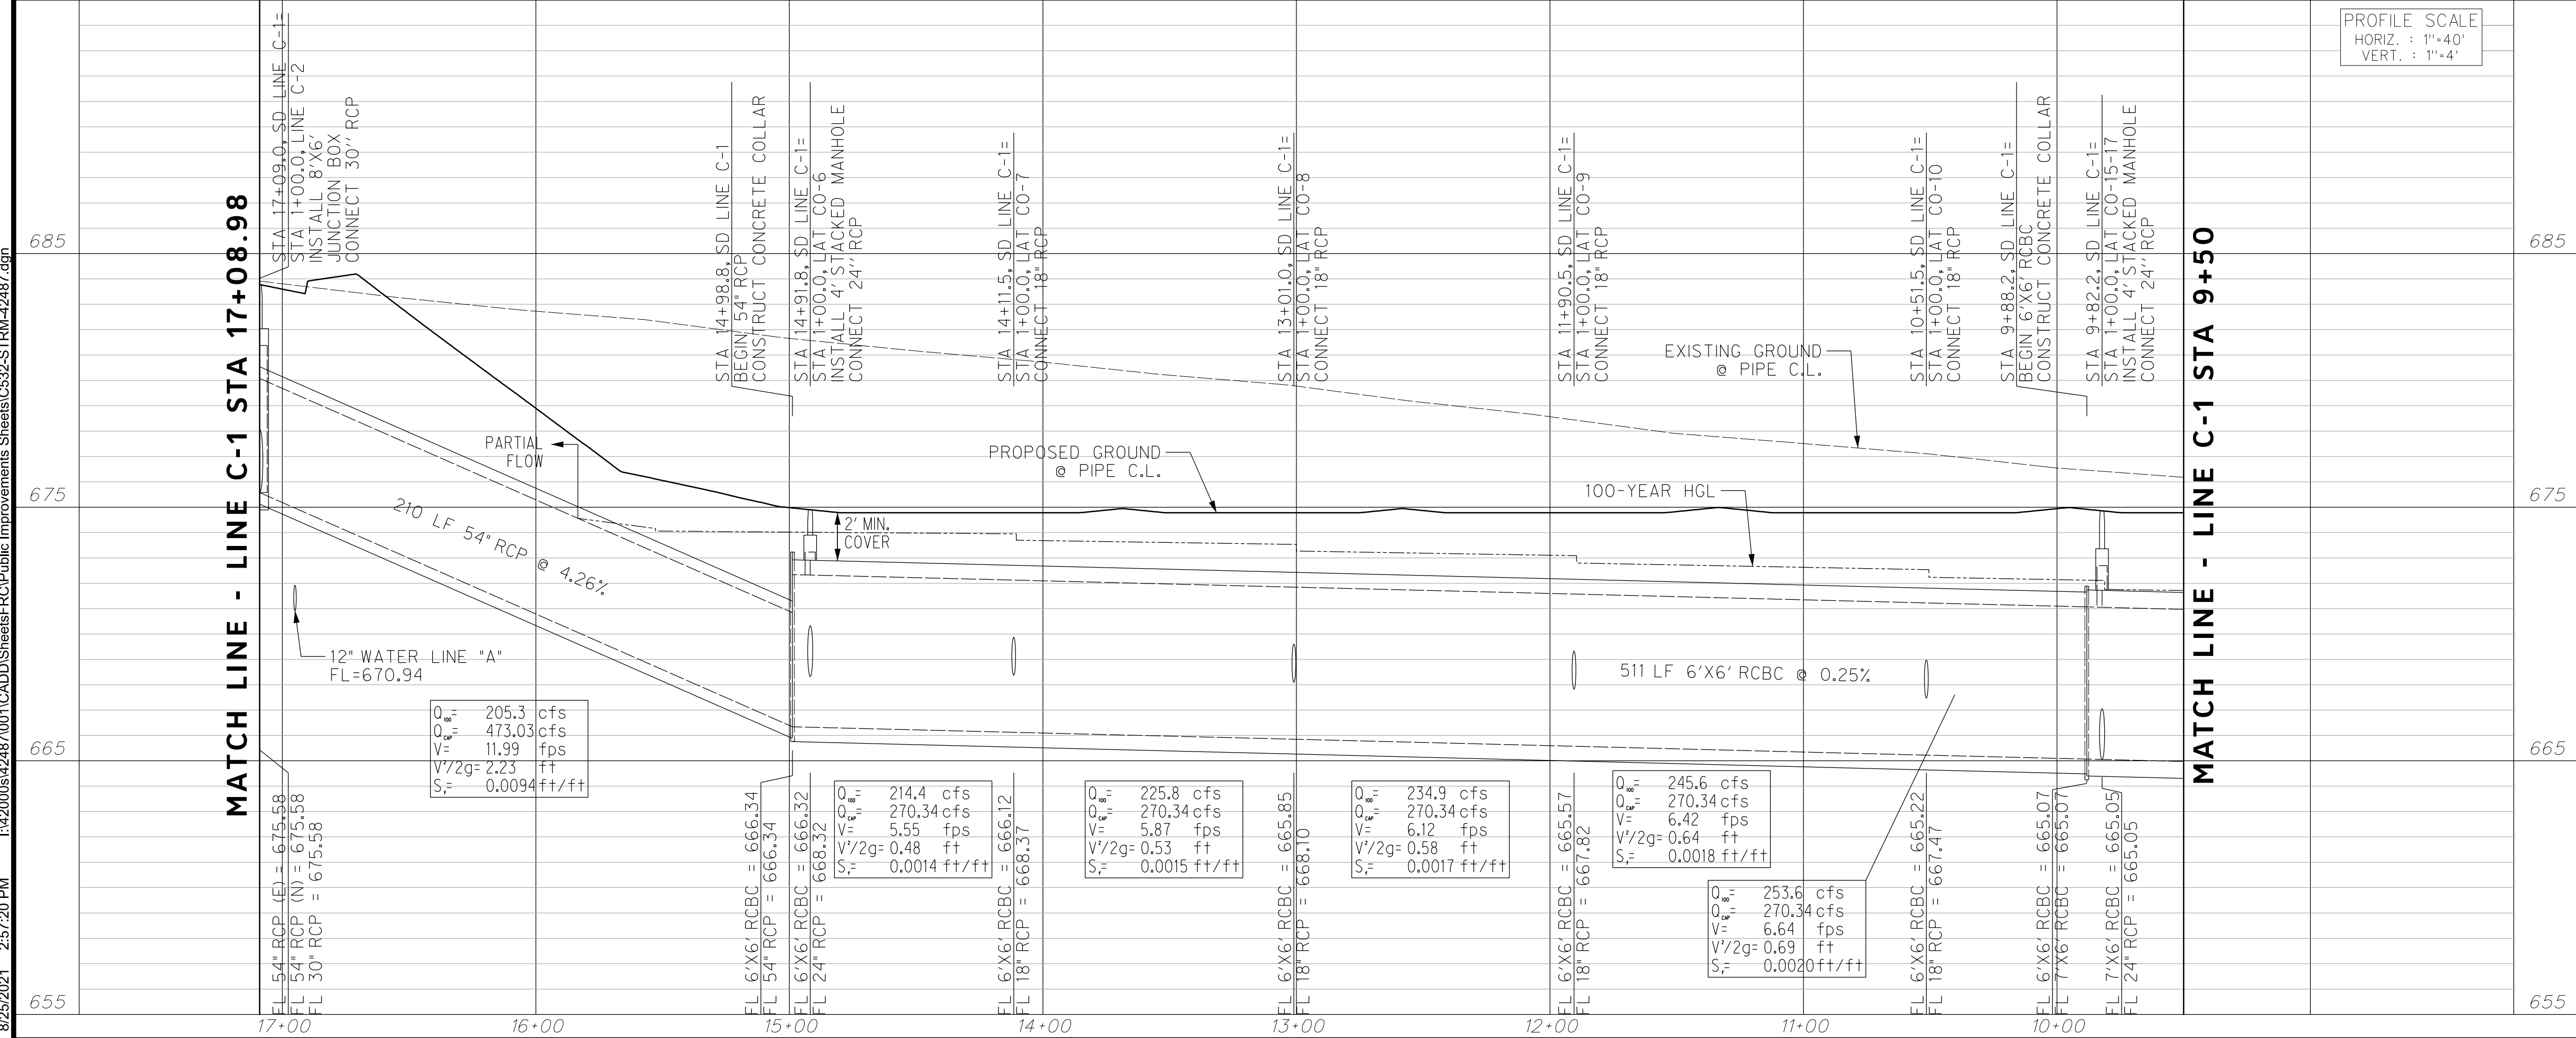 8/25/2021 2:57:20 PM I:\42000s\42487\001\CADD\Sheets\FRC\Public Improvements Sheets\C532-STRM-42487.dgn
PROFILE SCALE
HORIZ. : 1"=40'
VERT. : 1"=4'
685
675
665
655
685
675
665
655
MATCH LINE - LINE C-1 STA 17+08.98
STA 17+09.0, SD LINE C-1=
STA 1+00.0, LINE C-2
INSTALL 8'X6'
JUNCTION BOX
CONNECT 30" RCP
STA 14+98.8, SD LINE C-1
BEGIN 54" RCP
CONSTRUCT CONCRETE COLLAR
STA 14+91.8, SD LINE C-1=
STA 1+00.0, LAT CO-6
INSTALL 4' STACKED MANHOLE
CONNECT 24" RCP
STA 14+11.5, SD LINE C-1=
STA 1+00.0, LAT CO-7
CONNECT 18" RCP
STA 13+01.0, SD LINE C-1=
STA 1+00.0, LAT CO-8
CONNECT 18" RCP
STA 11+90.5, SD LINE C-1=
STA 1+00.0, LAT CO-9
CONNECT 18" RCP
STA 10+51.5, SD LINE C-1=
STA 1+00.0, LAT CO-10
CONNECT 18" RCP
STA 9+88.2, SD LINE C-1=
BEGIN 6'X6' RCBC
CONSTRUCT CONCRETE COLLAR
STA 9+82.2, SD LINE C-1=
STA 1+00.0, LAT CO-15-17
INSTALL 4' STACKED MANHOLE
CONNECT 24" RCP
MATCH LINE - LINE C-1 STA 9+50
EXISTING GROUND
@ PIPE C.L.
PARTIAL
FLOW
PROPOSED GROUND
@ PIPE C.L.
100-YEAR HGL
2' MIN.
COVER
210 LF 54" RCP @ 4.26%
12" WATER LINE "A"
FL=670.94
511 LF 6'X6' RCBC @ 0.25%
Q100= 205.3 cfs
QCAP= 473.03 cfs
V= 11.99 fps
V²/2g= 2.23 ft
Sf= 0.0094 ft/ft
Q100= 214.4 cfs
QCAP= 270.34 cfs
V= 5.55 fps
V²/2g= 0.48 ft
Sf= 0.0014 ft/ft
Q100= 225.8 cfs
QCAP= 270.34 cfs
V= 5.87 fps
V²/2g= 0.53 ft
Sf= 0.0015 ft/ft
Q100= 234.9 cfs
QCAP= 270.34 cfs
V= 6.12 fps
V²/2g= 0.58 ft
Sf= 0.0017 ft/ft
Q100= 245.6 cfs
QCAP= 270.34 cfs
V= 6.42 fps
V²/2g= 0.64 ft
Sf= 0.0018 ft/ft
Q100= 253.6 cfs
QCAP= 270.34 cfs
V= 6.64 fps
V²/2g= 0.69 ft
Sf= 0.0020 ft/ft
FL 54" RCP (E) = 675.58
FL 54" RCP (N) = 675.58
FL 30" RCP = 675.58
FL 6'X6' RCBC = 666.34
FL 54" RCP = 666.34
FL 6'X6' RCBC = 666.32
FL 24" RCP = 668.32
FL 6'X6' RCBC = 666.12
FL 18" RCP = 668.37
FL 6'X6' RCBC = 665.85
FL 18" RCP = 668.10
FL 6'X6' RCBC = 665.57
FL 18" RCP = 667.82
FL 6'X6' RCBC = 665.22
FL 18" RCP = 667.47
FL 6'X6' RCBC = 665.07
FL 7'X6' RCBC = 665.07
FL 7'X6' RCBC = 665.05
FL 24" RCP = 665.05
17+00 16+00 15+00 14+00 13+00 12+00 11+00 10+00